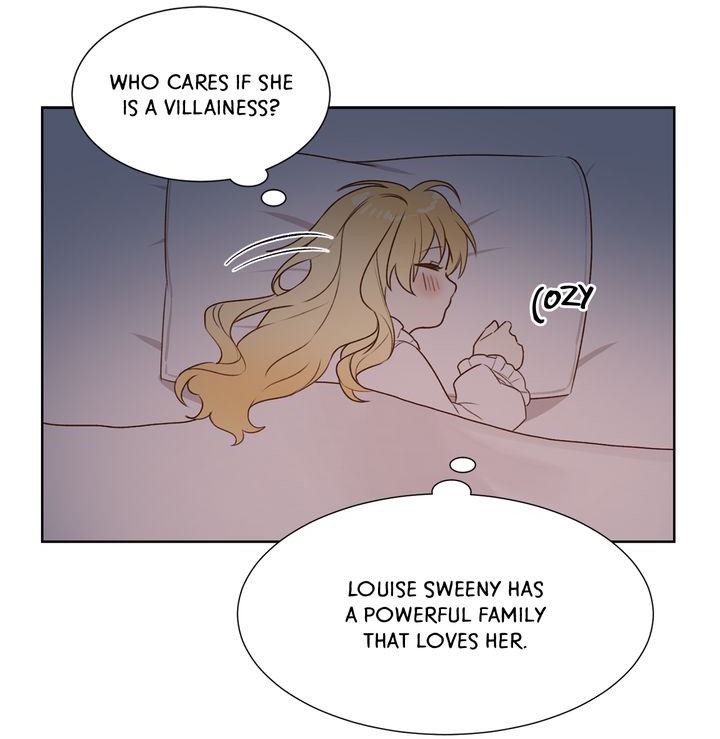 WHO CARES IF SHE
IS A VILLAINESS?
COZY
LOUISE SWEENY HAS
A POWERFUL FAMILY
THAT LOVES HER.